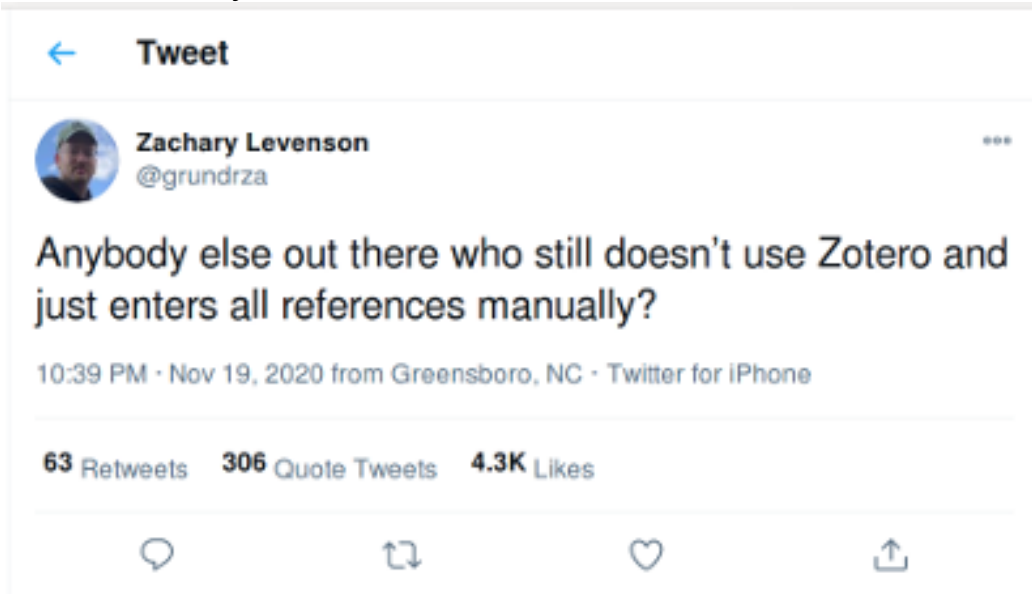 Tweet
Zachary Levenson
@grundrza
Anybody else out there who still doesn't use Zotero and
just enters all references manually?
10:39 PM · Nov 19, 2020 from Greensboro, NC · Twitter for iPhone
63 Retweets 306 Quote Tweets 4.3K Likes